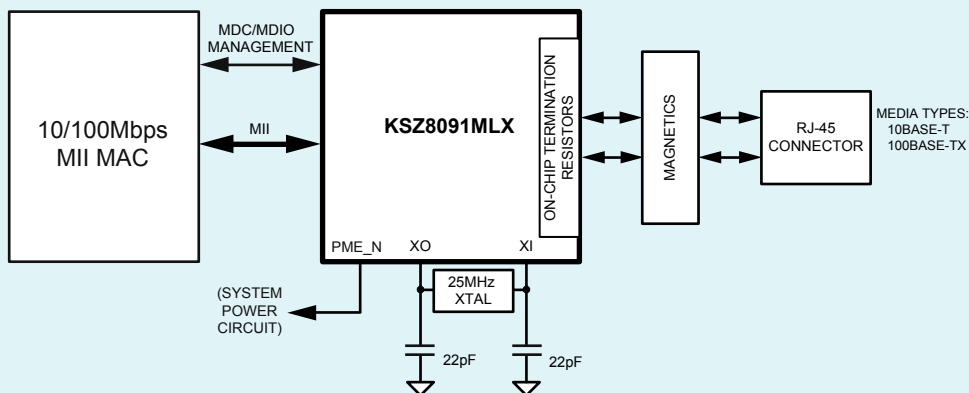 MDC/MDIO
MANAGEMENT
10/100Mbps
MII MAC
MII
KSZ8091MLX
ON-CHIP TERMINATION
RESISTORS
MAGNETICS
RJ-45
CONNECTOR
MEDIA TYPES:
10BASE-T
100BASE-TX
PME_N
XO
XI
25MHz
XTAL
(SYSTEM
POWER
CIRCUIT)
22pF
22pF